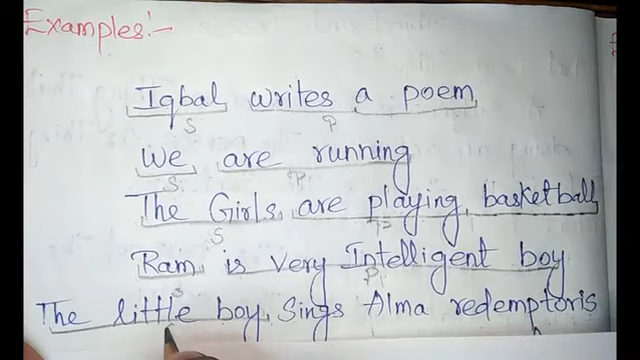 Examples:-
Iqbal writes a poem
S P
We are running
S P
The Girls are playing basketball
S P
Ram is very Intelligent boy
S P
The little boy Sings Alma redemptoris